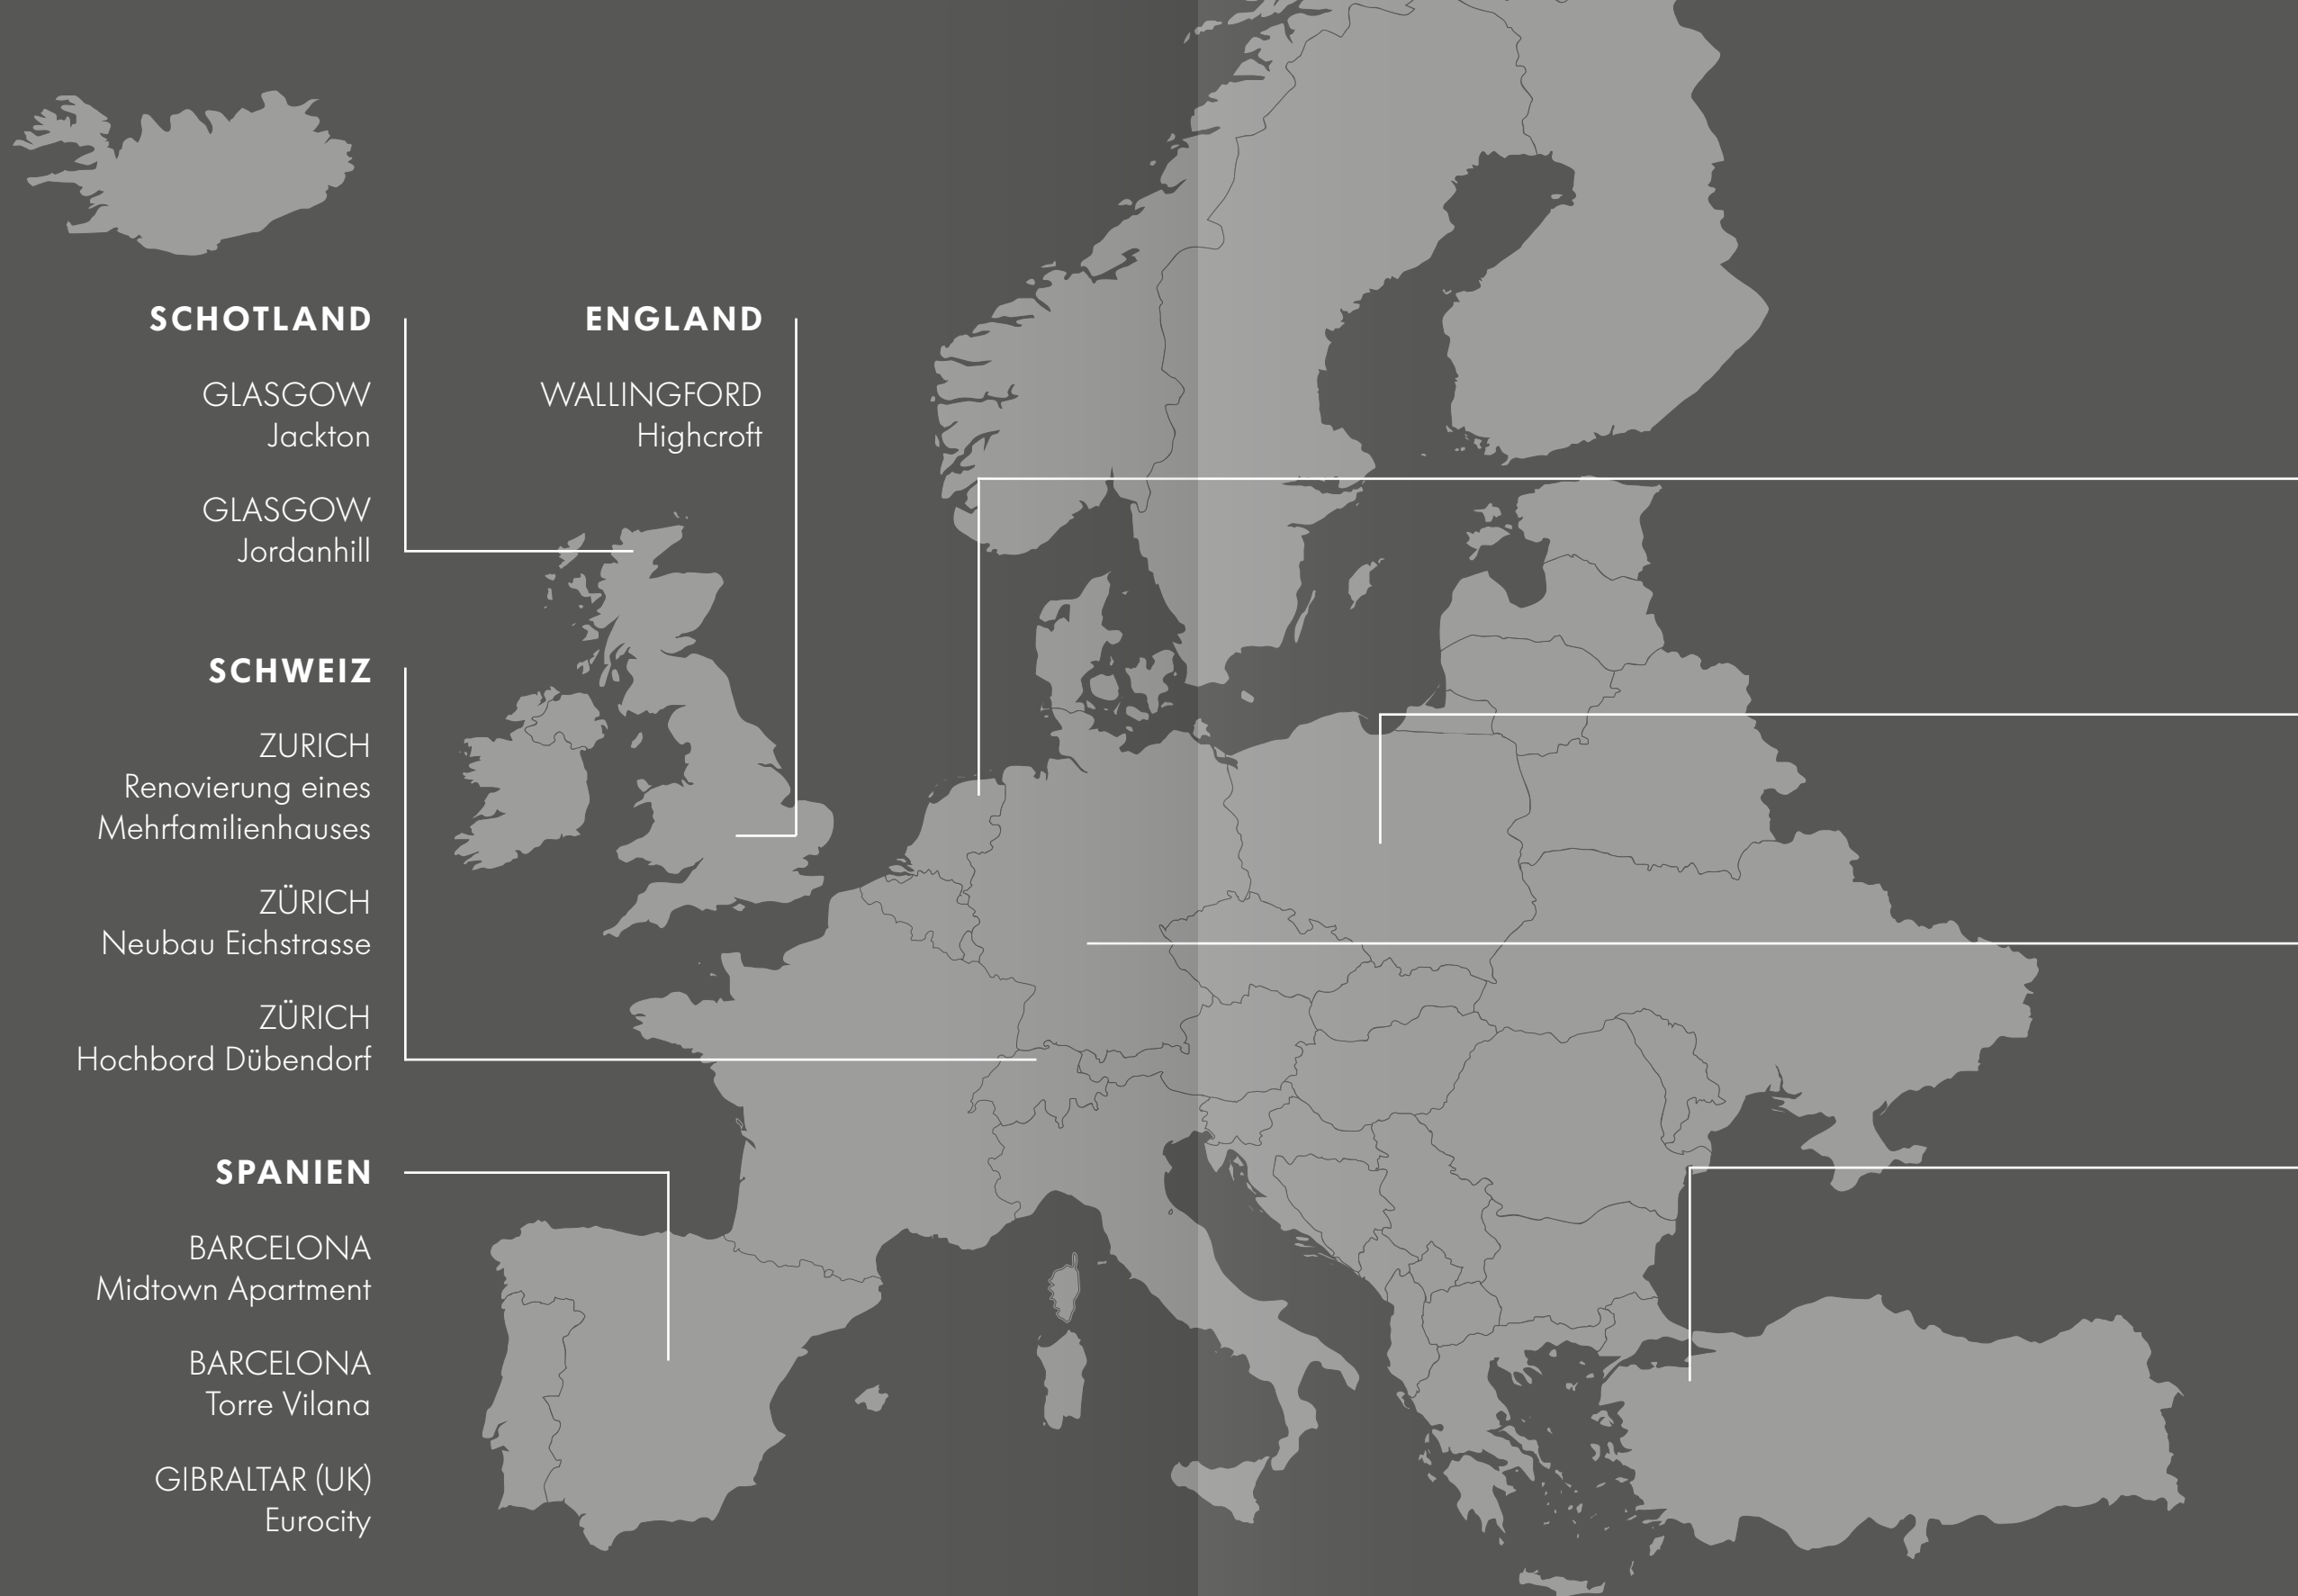 SCHOTLAND
GLASGOW
Jackton
GLASGOW
Jordanhill
ENGLAND
WALLINGFORD
Highcroft
SCHWEIZ
ZURICH
Renovierung eines
Mehrfamilienhauses
ZÜRICH
Neubau Eichstrasse
ZÜRICH
Hochbord Dübendorf
SPANIEN
BARCELONA
Midtown Apartment
BARCELONA
Torre Vilana
GIBRALTAR (UK)
Eurocity